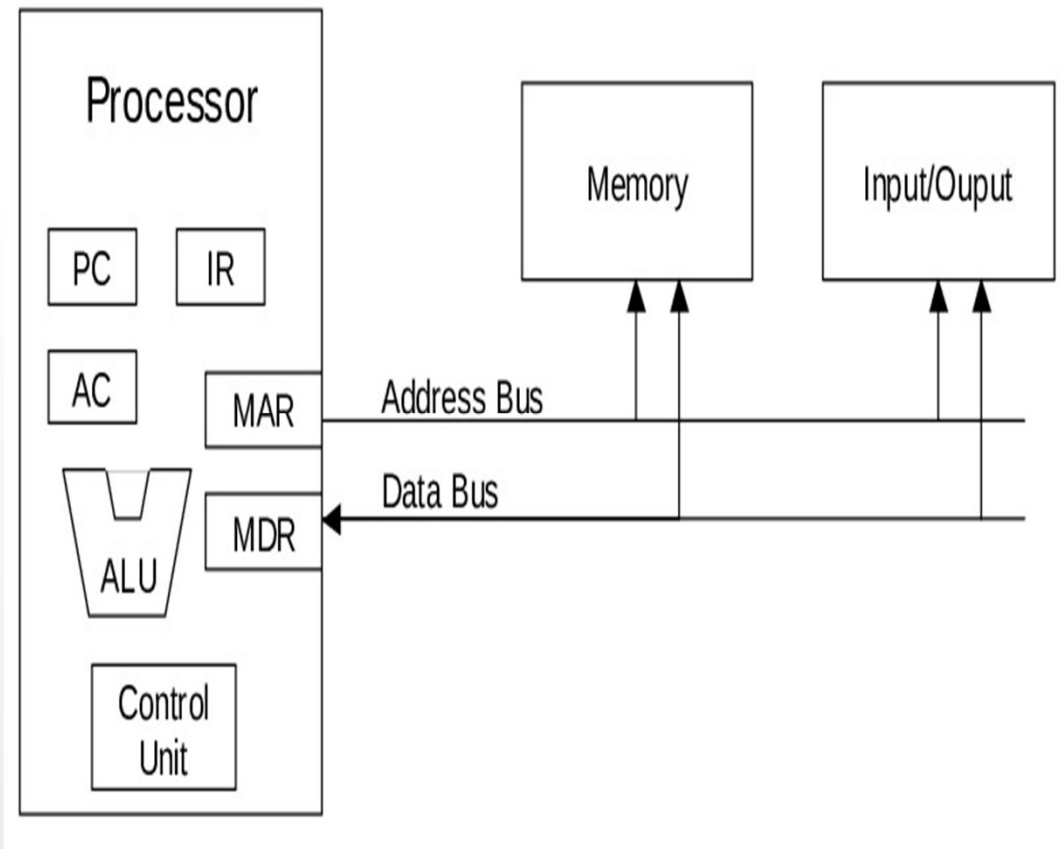 Processor
Memory
Input/Ouput
PC
IR
AC
MAR
Address Bus
Data Bus
MDR
ALU
Control
Unit